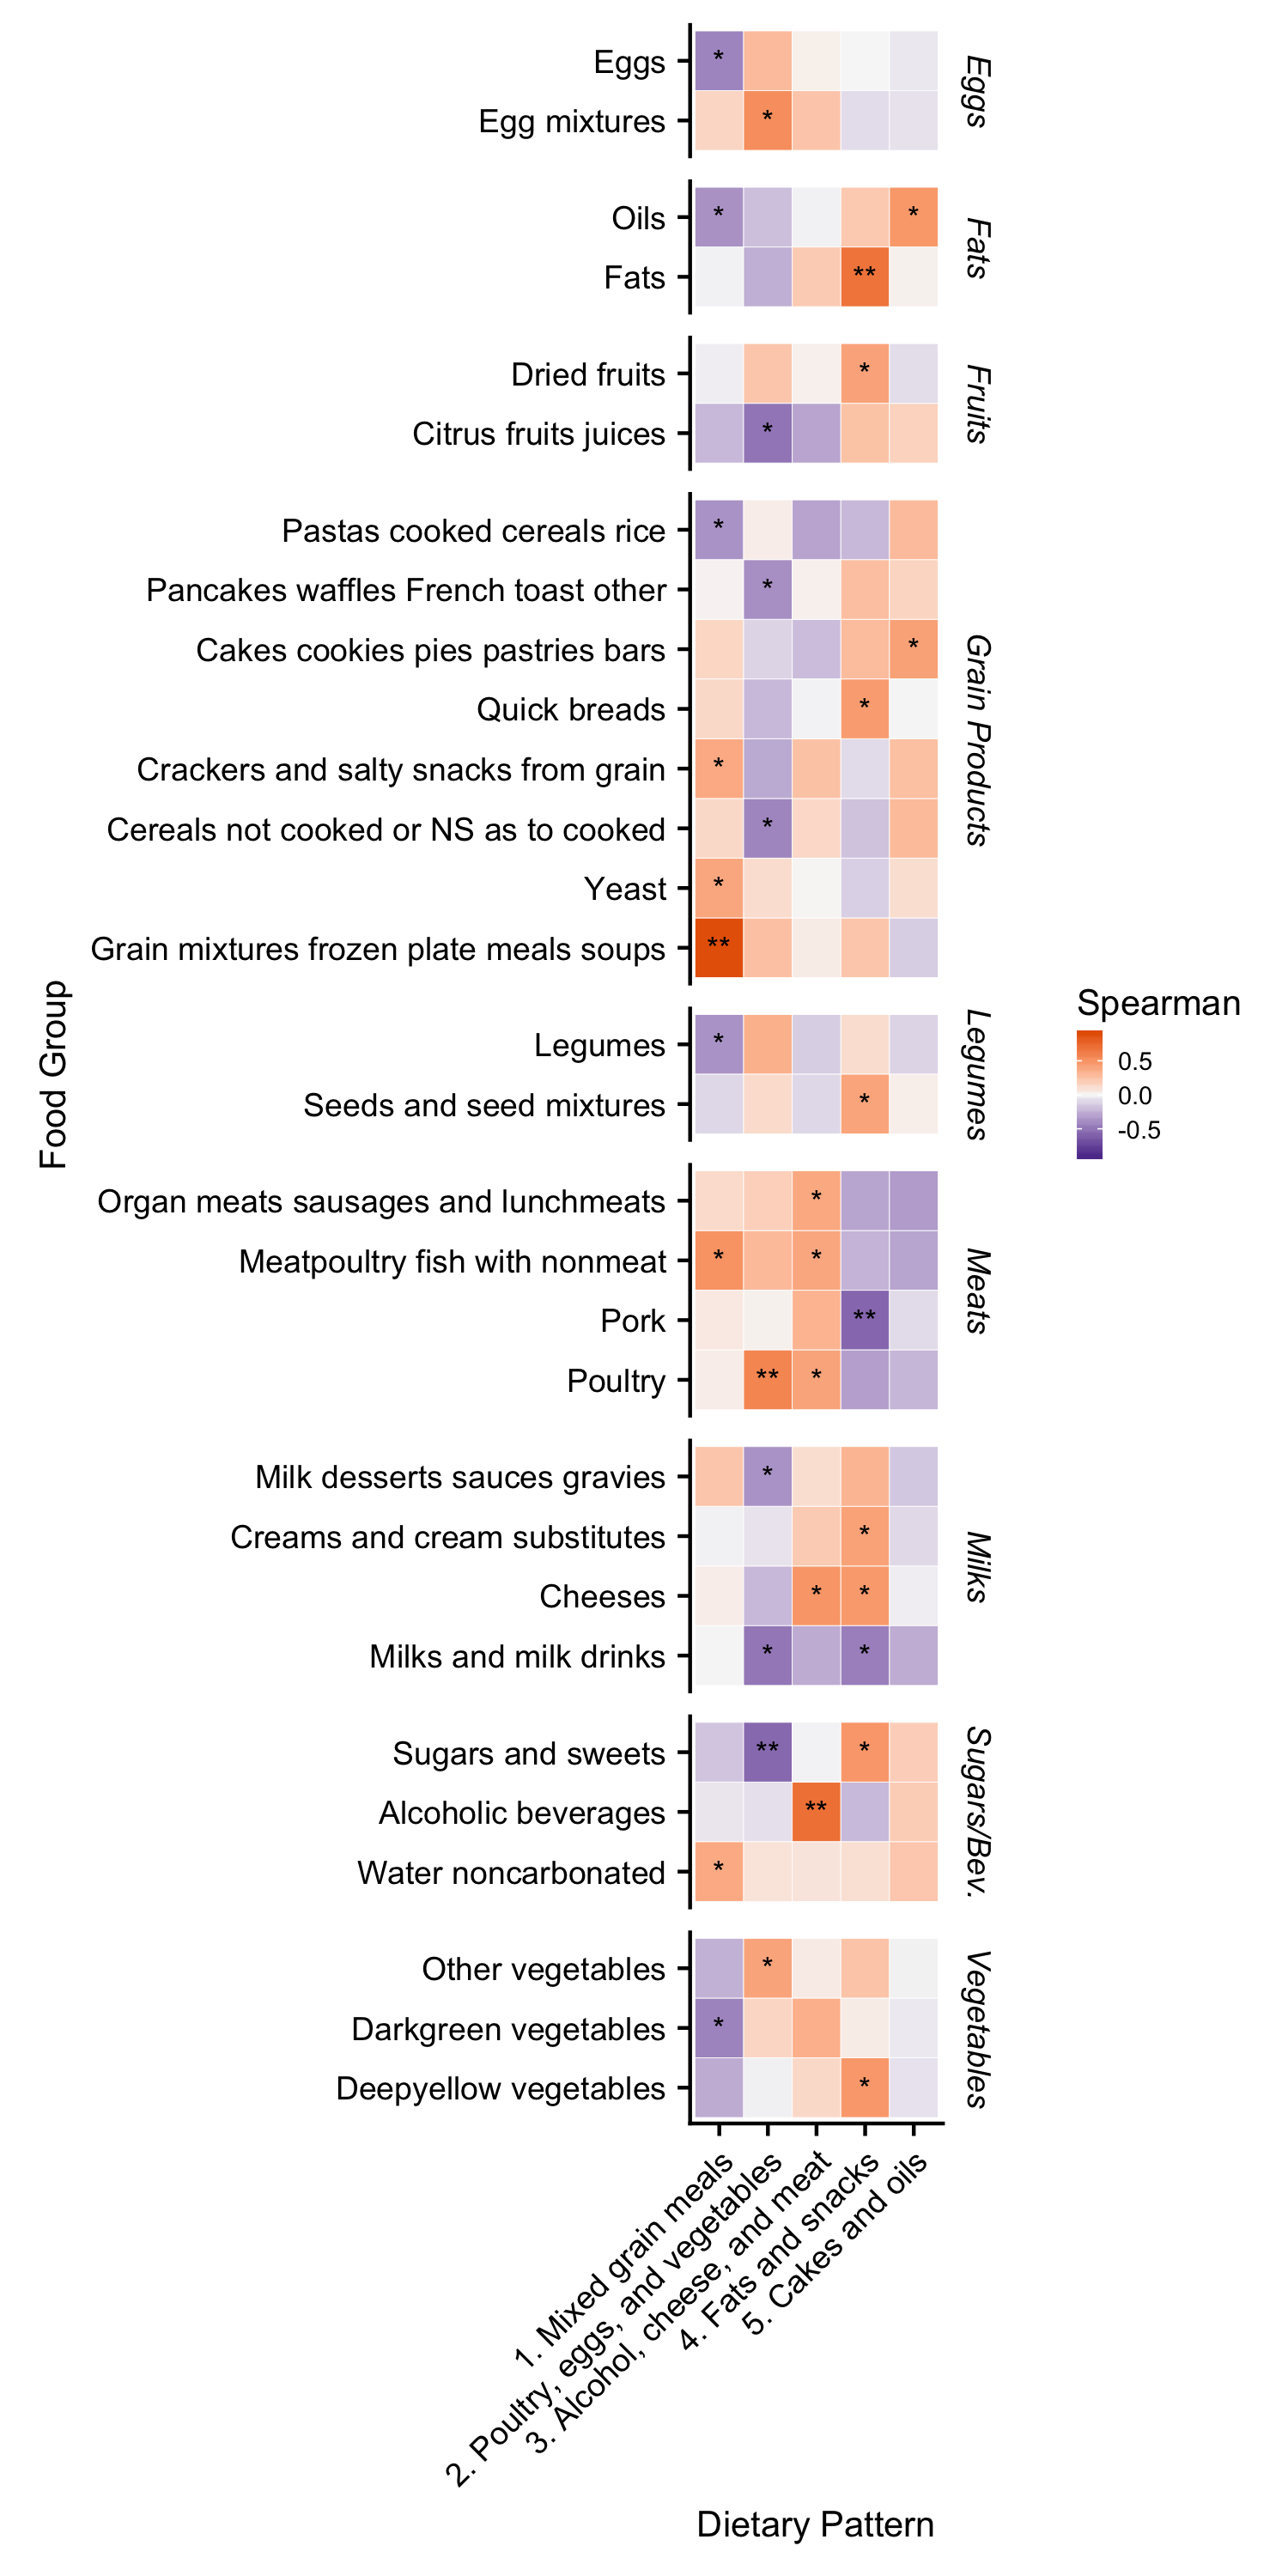 Eggs * Eggs
Egg mixtures *
Oils * * Fats
Fats **
Dried fruits * Fruits
Citrus fruits juices *
Pastas cooked cereals rice *
Pancakes waffles French toast other *
Cakes cookies pies pastries bars *
Quick breads * Grain Products
Crackers and salty snacks from grain *
Cereals not cooked or NS as to cooked *
Yeast *
Grain mixtures frozen plate meals soups **
Food Group
Legumes * Legumes
Seeds and seed mixtures *
Spearman
0.5
0.0
-0.5
Organ meats sausages and lunchmeats *
Meatpoultry fish with nonmeat * * Meats
Pork **
Poultry ** *
Milk desserts sauces gravies *
Creams and cream substitutes * Milks
Cheeses * *
Milks and milk drinks * *
Sugars and sweets ** *
Alcoholic beverages ** Sugars/Bev.
Water noncarbonated *
Other vegetables *
Darkgreen vegetables * Vegetables
Deepyellow vegetables *
1. Mixed grain meals
2. Poultry, eggs, and vegetables
3. Alcohol, cheese, and meat
4. Fats and snacks
5. Cakes and oils
Dietary Pattern